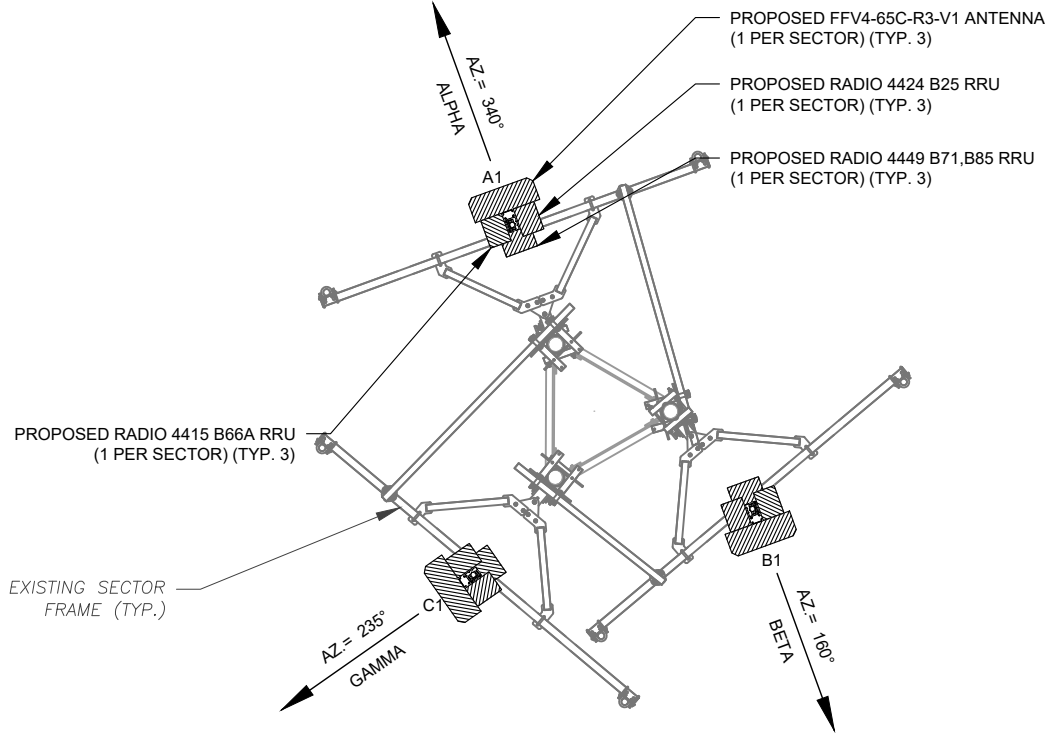 PROPOSED FFV4-65C-R3-V1 ANTENNA
(1 PER SECTOR) (TYP. 3)
AZ.= 340°
ALPHA
PROPOSED RADIO 4424 B25 RRU
(1 PER SECTOR) (TYP. 3)
PROPOSED RADIO 4449 B71,B85 RRU
(1 PER SECTOR) (TYP. 3)
A1
PROPOSED RADIO 4415 B66A RRU
(1 PER SECTOR) (TYP. 3)
EXISTING SECTOR
FRAME (TYP.)
B1
C1
AZ.= 235°
GAMMA
AZ.= 160°
BETA